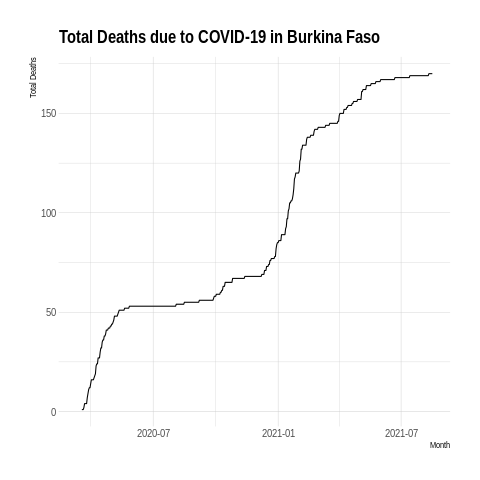 Total Deaths due to COVID-19 in Burkina Faso
Total Deaths
150
100
50
0
2020-07 2021-01 2021-07
Month